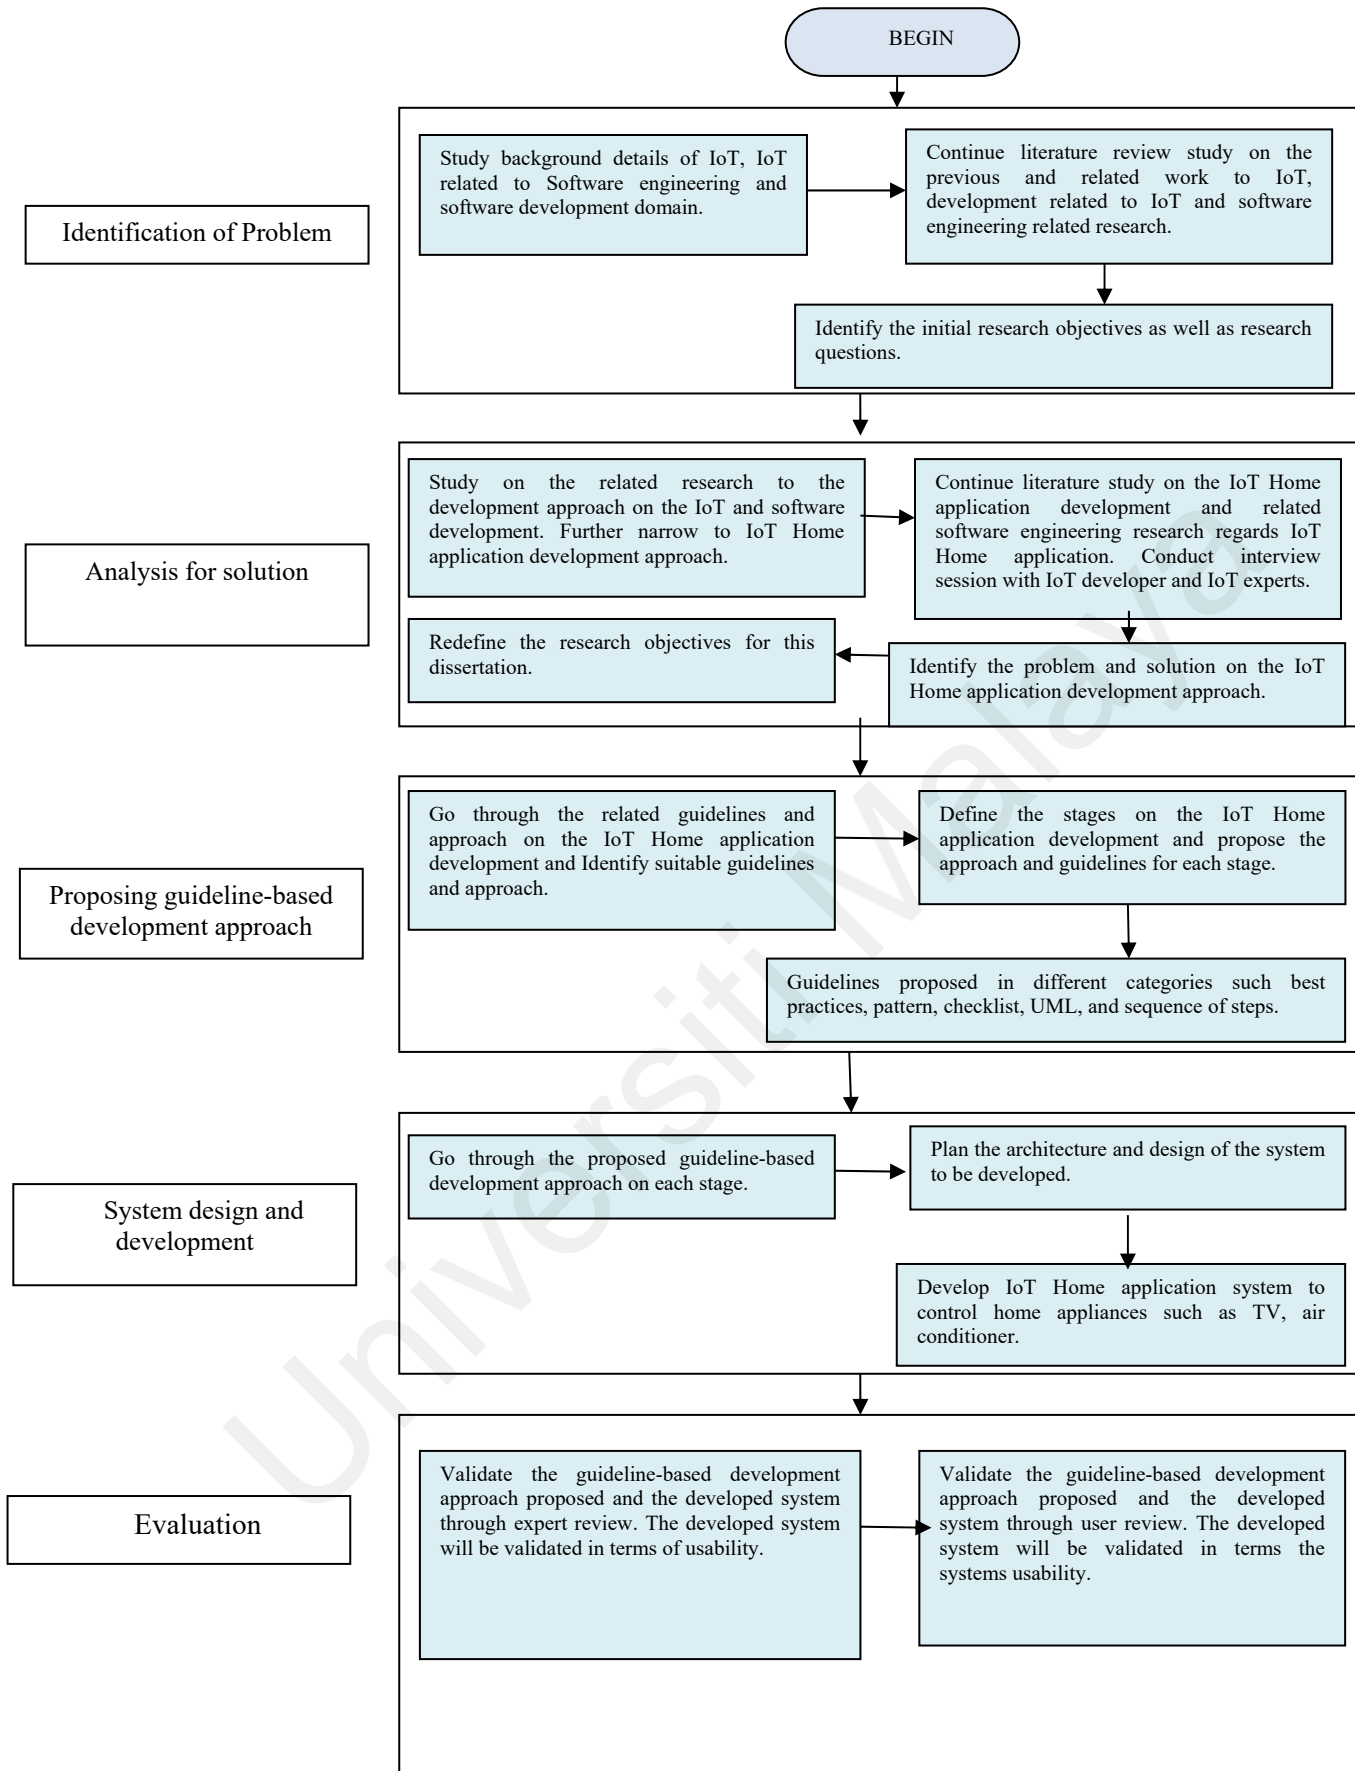 BEGIN
Identification of Problem
Study background details of IoT, IoT
related to Software engineering and
software development domain.
Continue literature review study on the
previous and related work to IoT,
development related to IoT and software
engineering related research.
Identify the initial research objectives as well as research
questions.
Analysis for solution
Study on the related research to the
development approach on the IoT and software
development. Further narrow to IoT Home
application development approach.
Continue literature study on the IoT Home
application development and related
software engineering research regards IoT
Home application. Conduct interview
session with IoT developer and IoT experts.
Identify the problem and solution on the IoT
Home application development approach.
Redefine the research objectives for this
dissertation.
Proposing guideline-based
development approach
Go through the related guidelines and
approach on the IoT Home application
development and Identify suitable guidelines
and approach.
Define the stages on the IoT Home
application development and propose the
approach and guidelines for each stage.
Guidelines proposed in different categories such best
practices, pattern, checklist, UML, and sequence of steps.
System design and
development
Go through the proposed guideline-based
development approach on each stage.
Plan the architecture and design of the system
to be developed.
Develop IoT Home application system to
control home appliances such as TV, air
conditioner.
Evaluation
Validate the guideline-based development
approach proposed and the developed system
through expert review. The developed system
will be validated in terms of usability.
Validate the guideline-based development
approach proposed and the developed
system through user review. The developed
system will be validated in terms the
systems usability.
Universiti Malaya